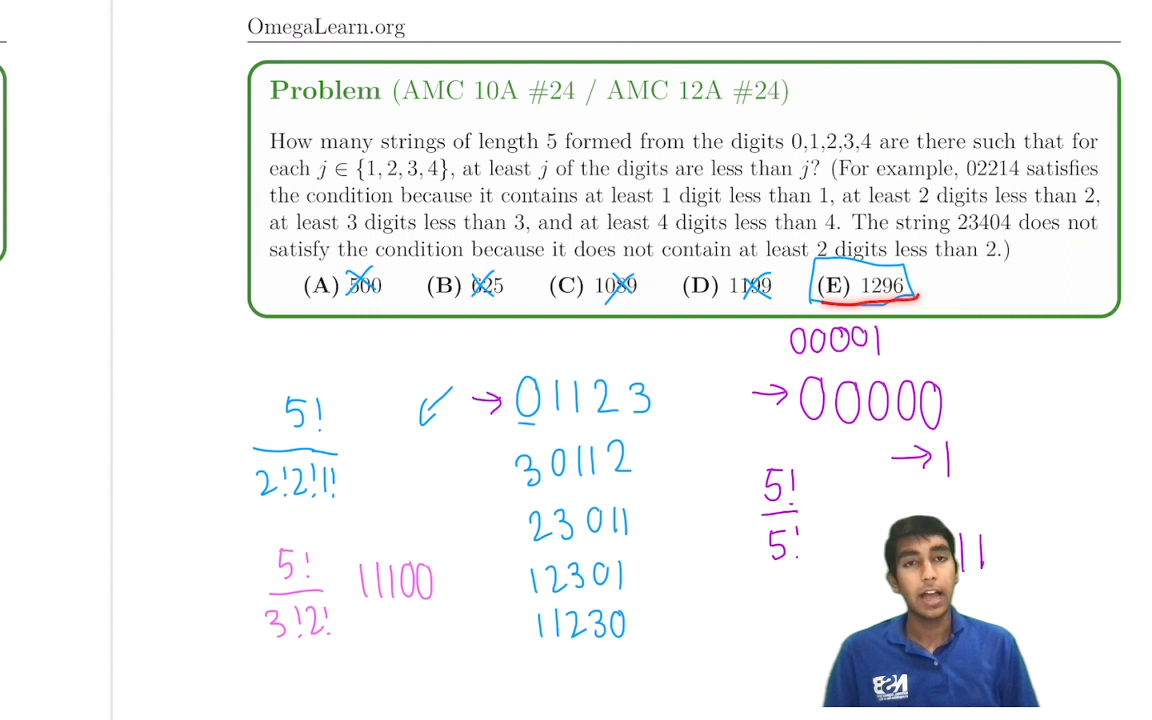 OmegaLearn.org
Problem (AMC 10A #24 / AMC 12A #24)
How many strings of length 5 formed from the digits 0,1,2,3,4 are there such that for
each j ∈ {1, 2, 3, 4}, at least j of the digits are less than j? (For example, 02214 satisfies
the condition because it contains at least 1 digit less than 1, at least 2 digits less than 2,
at least 3 digits less than 3, and at least 4 digits less than 4. The string 23404 does not
satisfy the condition because it does not contain at least 2 digits less than 2.)
(A) 500 (B) 625 (C) 1089 (D) 1199 (E) 1296
00001
5! → 01123 → 00000
2!2!1!
30112 → 1
5!
5!
23011
5! 11100 12301 11
3!2!
11230